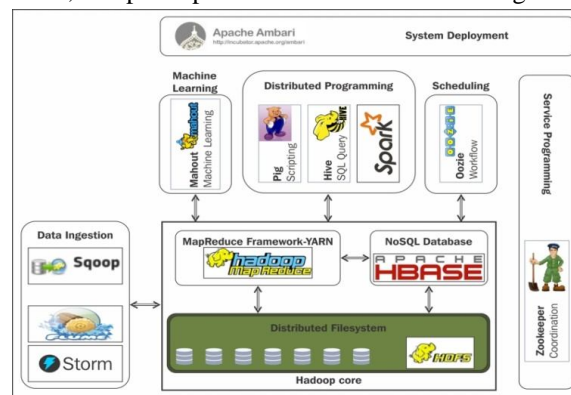 Apache Ambari
http://incubator.apache.org/ambari
System Deployment
Machine
Learning
Distributed Programming
Scheduling
Mahout
Machine Learning
mahout
Pig
Scripting
Hive
SQL Query
HIVE
Spark
OOZIE
Oozie
Workflow
Service Programming
Data Ingestion
Sqoop
Storm
MapReduce Framework-YARN
hadoop
MapReduce
NoSQL Database
APACHE
HBASE
Distributed Filesystem
HDFS
Hadoop core
Zookeeper
Coordination